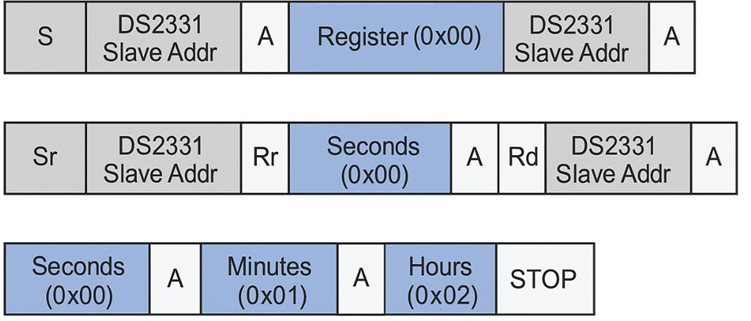 S DS2331 Slave Addr A Register (0x00) DS2331 Slave Addr A
Sr DS2331 Slave Addr Rr Seconds (0x00) A Rd DS2331 Slave Addr A
Seconds (0x00) A Minutes (0x01) A Hours (0x02) STOP